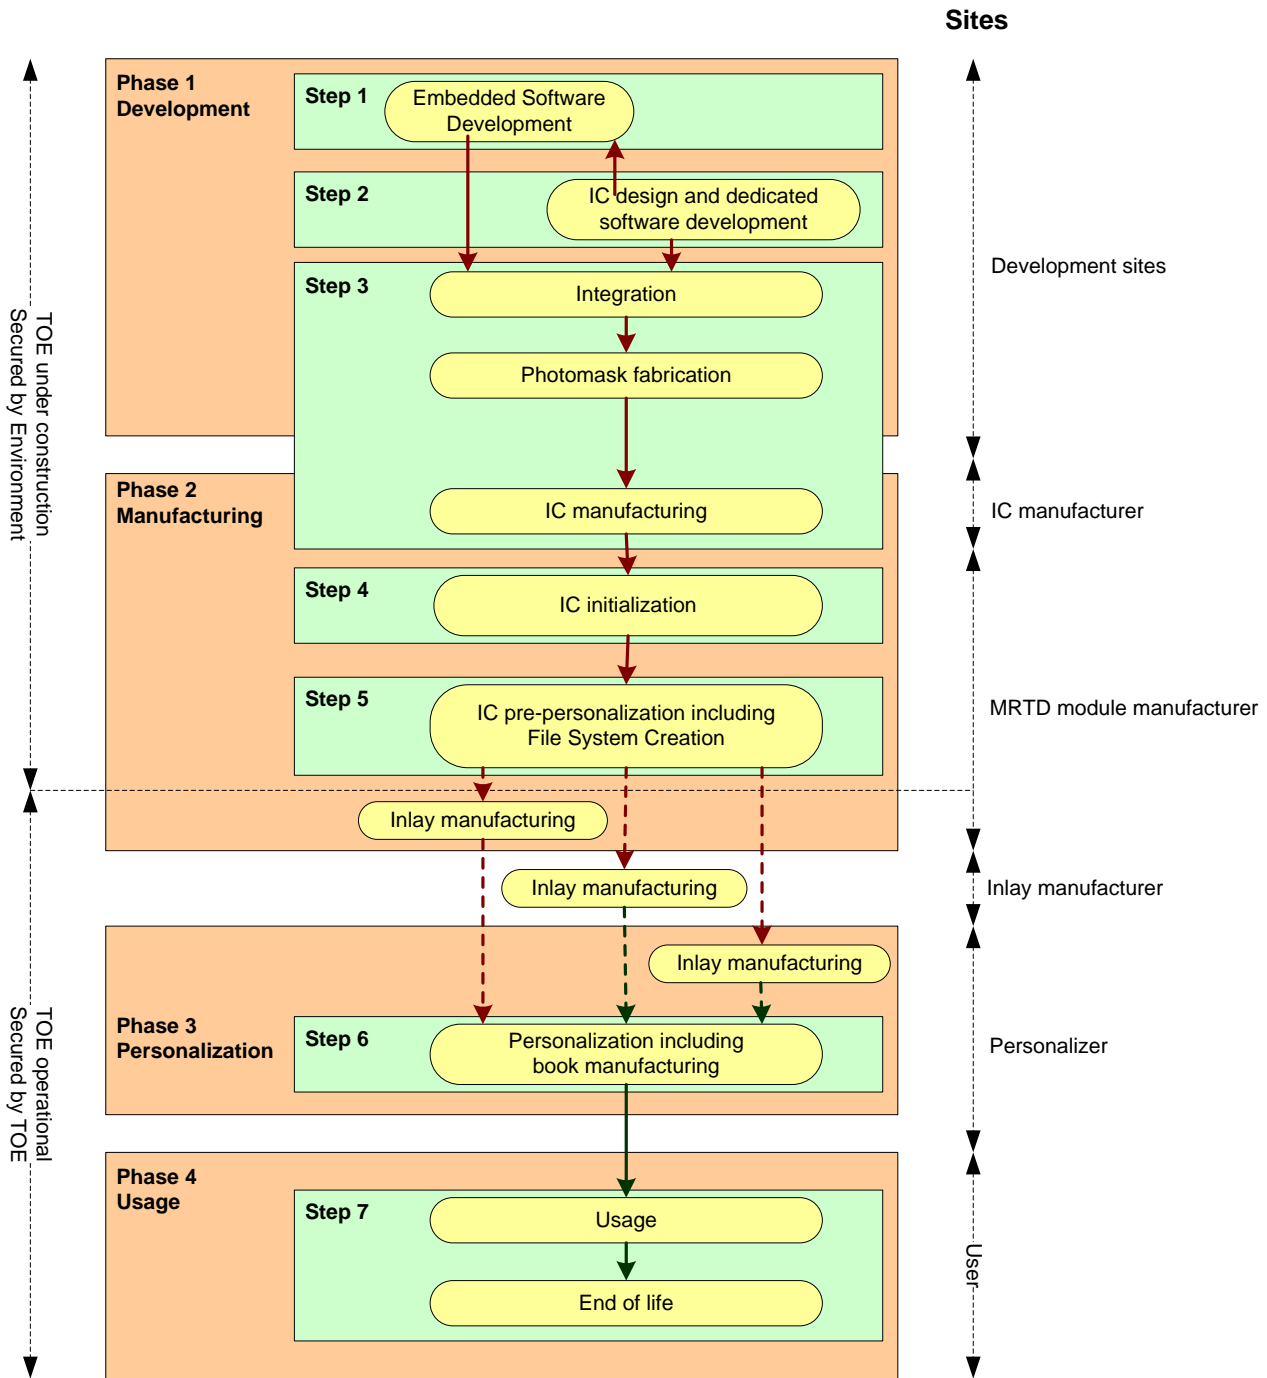 Sites
Phase 1
Development
Step 1
Embedded Software
Development
Step 2
IC design and dedicated
software development
Development sites
Step 3
Integration
TOE under construction
Secured by Environment
Photomask fabrication
Phase 2
Manufacturing
IC manufacturing
IC manufacturer
Step 4
IC initialization
Step 5
IC pre-personalization including
File System Creation
MRTD module manufacturer
Inlay manufacturing
Inlay manufacturing
Inlay manufacturer
Inlay manufacturing
TOE operational
Secured by TOE
Phase 3
Personalization
Step 6
Personalization including
book manufacturing
Personalizer
Phase 4
Usage
Step 7
Usage
User
End of life